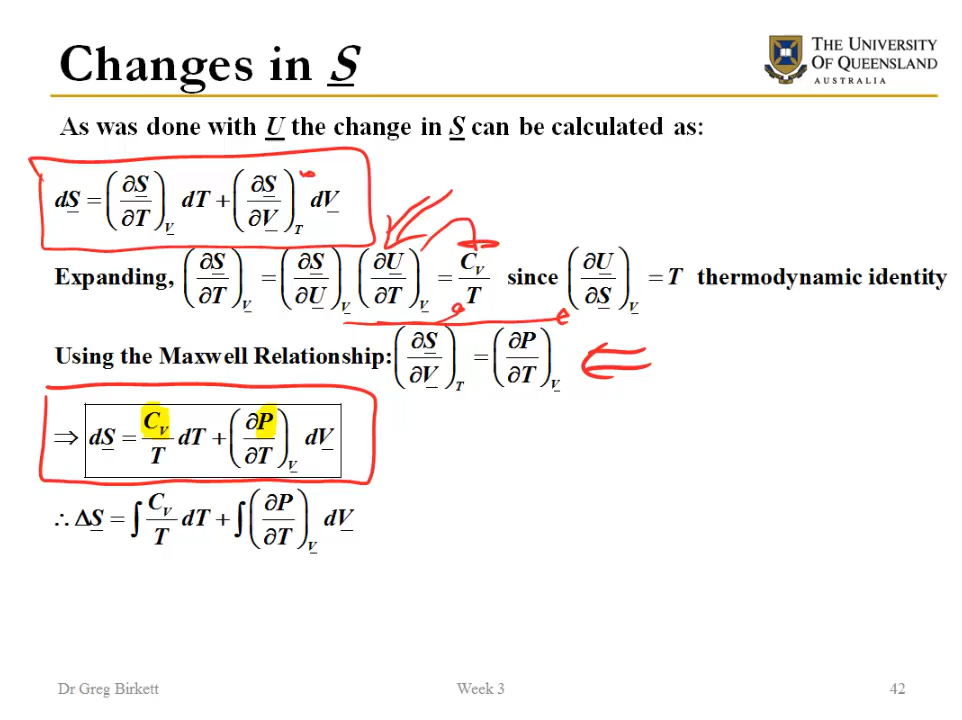 Changes in S
THE UNIVERSITY
OF QUEENSLAND
AUSTRALIA
As was done with U the change in S can be calculated as:
dS = (∂S/∂T)_V dT + (∂S/∂V)_T dV
Expanding, (∂S/∂T)_V = (∂S/∂U)_V (∂U/∂T)_V = C_V/T since (∂U/∂S)_V = T thermodynamic identity
Using the Maxwell Relationship: (∂S/∂V)_T = (∂P/∂T)_V
⇒ dS = C_V/T dT + (∂P/∂T)_V dV
∴ ΔS = ∫ C_V/T dT + ∫ (∂P/∂T)_V dV
Dr Greg Birkett
Week 3
42